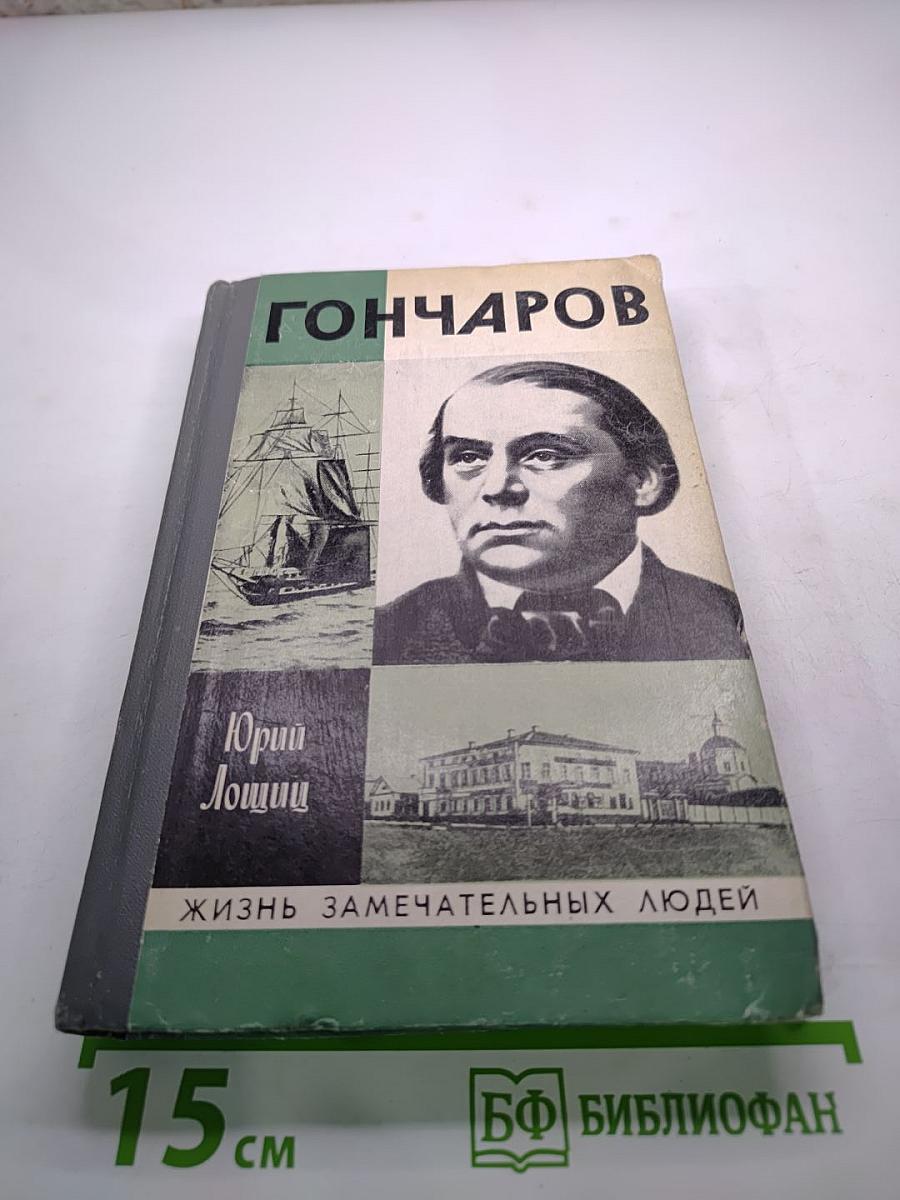 ГОНЧАРОВ
Юрий
Лощиц
ЖИЗНЬ ЗАМЕЧАТЕЛЬНЫХ ЛЮДЕЙ
15 см
БФ БИБЛИОФАН